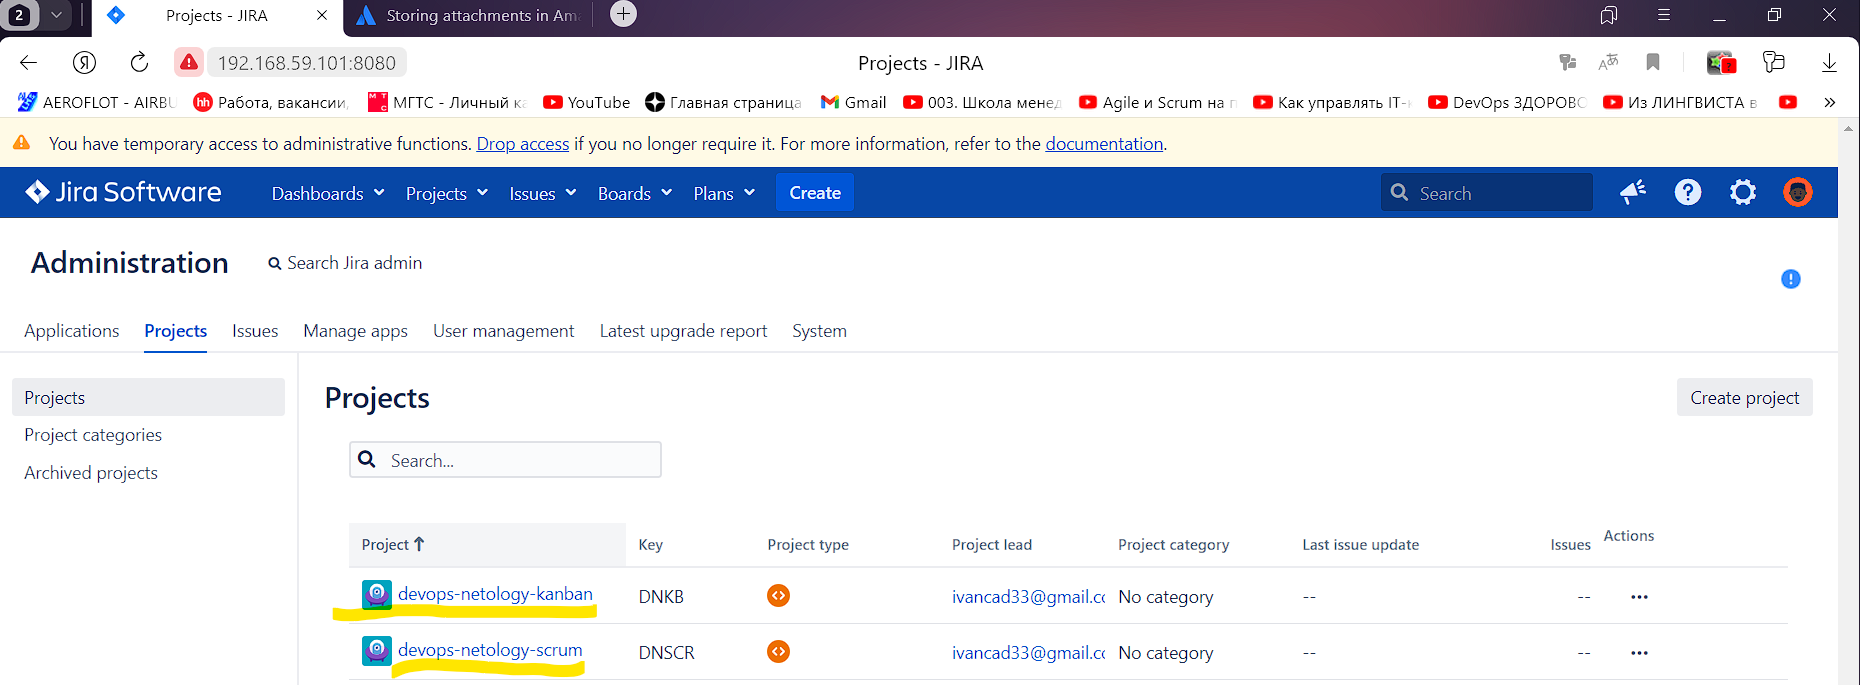 2
Projects - JIRA
Storing attachments in Am
Я
192.168.59.101:8080
Projects - JIRA
AEROFLOT - AIRBU
hh Работа, вакансии,
МТС МГТС - Личный ка
YouTube
Главная страница
Gmail
003. Школа менед
Agile и Scrum на п
Как управлять IT-
DevOps ЗДОРОВО
Из ЛИНГВИСТА в
»
You have temporary access to administrative functions. Drop access if you no longer require it. For more information, refer to the documentation.
Jira Software
Dashboards Projects Issues Boards Plans Create
Search
Administration
Search Jira admin
Applications Projects Issues Manage apps User management Latest upgrade report System
Projects
Project categories
Archived projects
Projects
Create project
Search...
Project Key Project type Project lead Project category Last issue update Issues Actions
devops-netology-kanban DNKB ivancad33@gmail.co No category -- --
devops-netology-scrum DNSCR ivancad33@gmail.co No category -- --